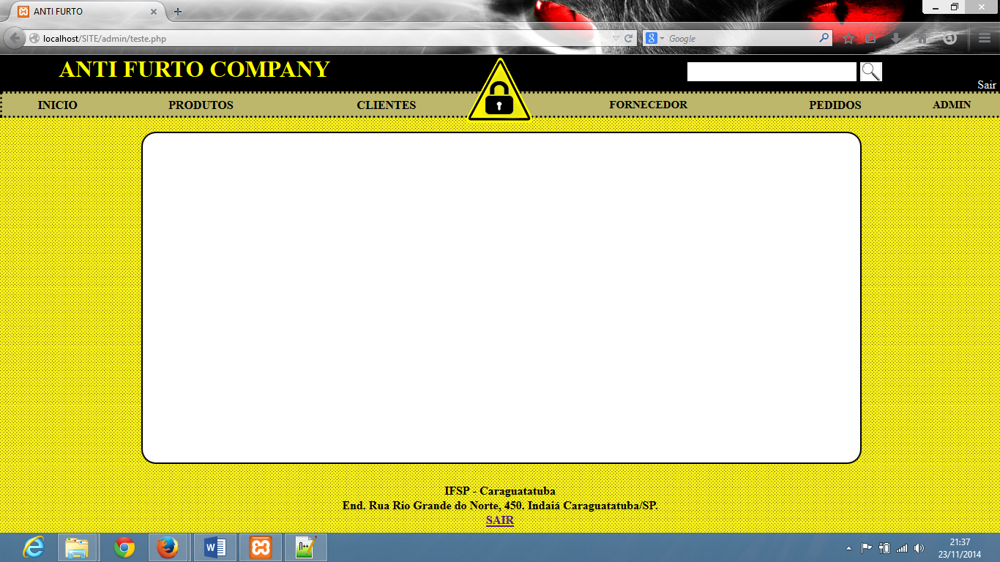 ANTI FURTO
localhost/SITE/admin/teste.php
Google
ANTI FURTO COMPANY
Sair
INICIO PRODUTOS CLIENTES FORNECEDOR PEDIDOS ADMIN
IFSP - Caraguatatuba
End. Rua Rio Grande do Norte, 450. Indaiá Caraguatatuba/SP.
SAIR
21:37
23/11/2014